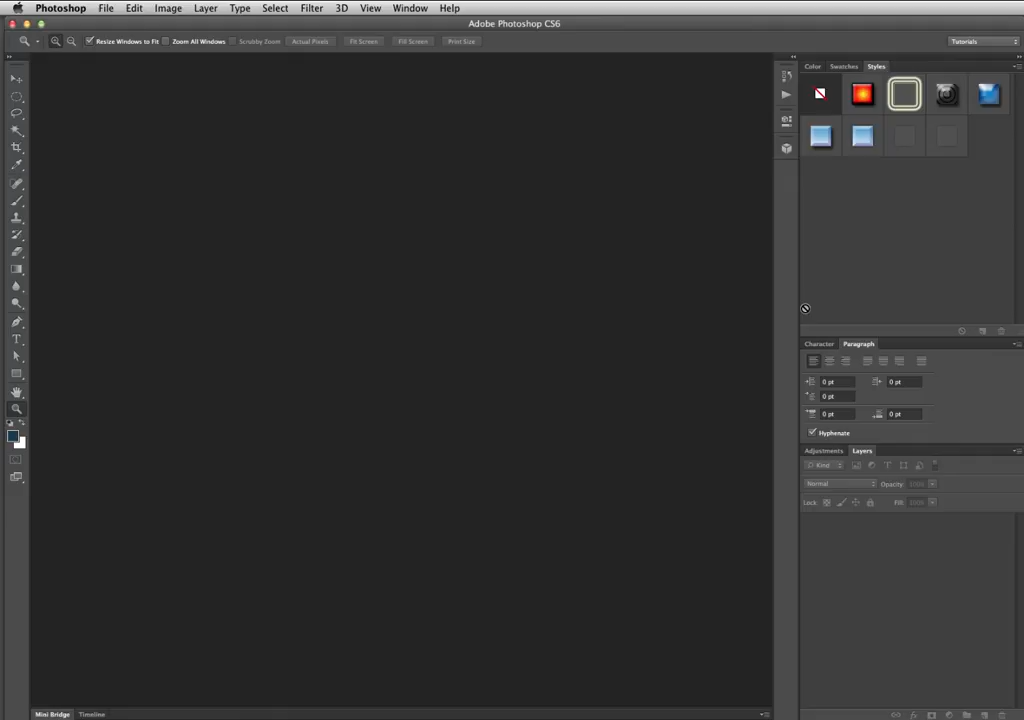 Photoshop File Edit Image Layer Type Select Filter 3D View Window Help
Adobe Photoshop CS6
Resize Windows to Fit Zoom All Windows Scrubby Zoom Actual Pixels Fit Screen Fill Screen Print Size Tutorials
Color Swatches Styles
Character Paragraph
0 pt 0 pt
0 pt
0 pt 0 pt
Hyphenate
Adjustments Layers
Kind
Normal Opacity: 100%
Lock: Fill: 100%
Mini Bridge Timeline